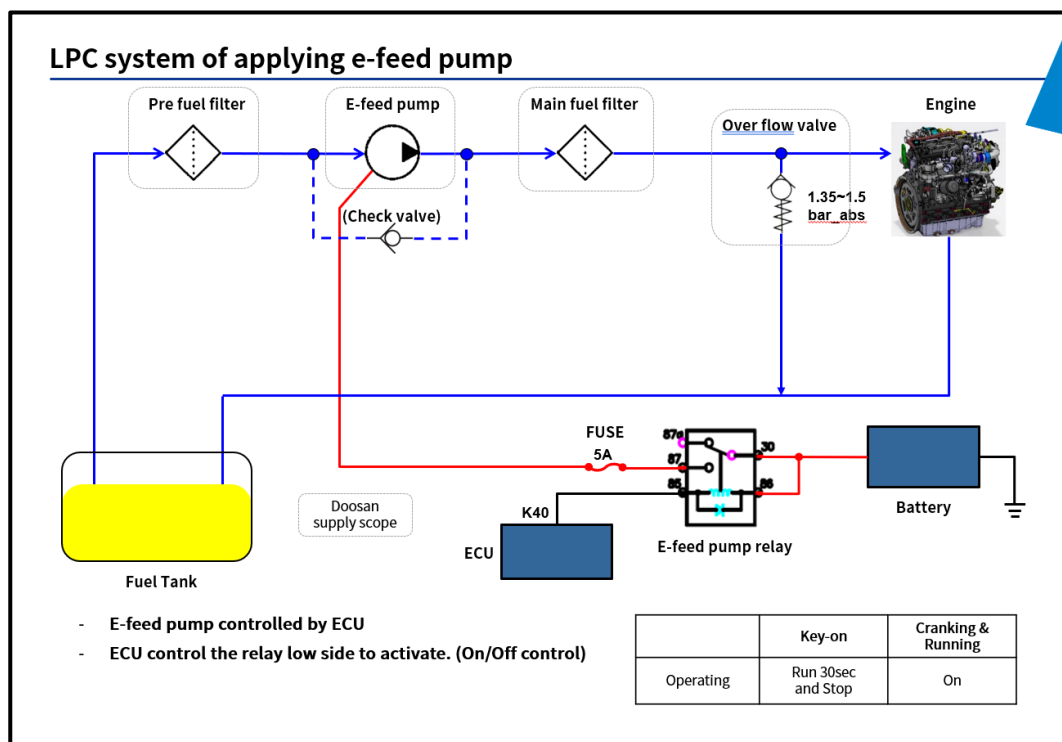 LPC system of applying e-feed pump
Pre fuel filter
E-feed pump
Main fuel filter
Over flow valve
Engine
(Check valve)
1.35~1.5
bar_abs
FUSE
5A
87a
30
87
85
86
K40
ECU
E-feed pump relay
Battery
Doosan
supply scope
Fuel Tank
- E-feed pump controlled by ECU
- ECU control the relay low side to activate. (On/Off control)
Key-on
Cranking &
Running
Operating
Run 30sec
and Stop
On